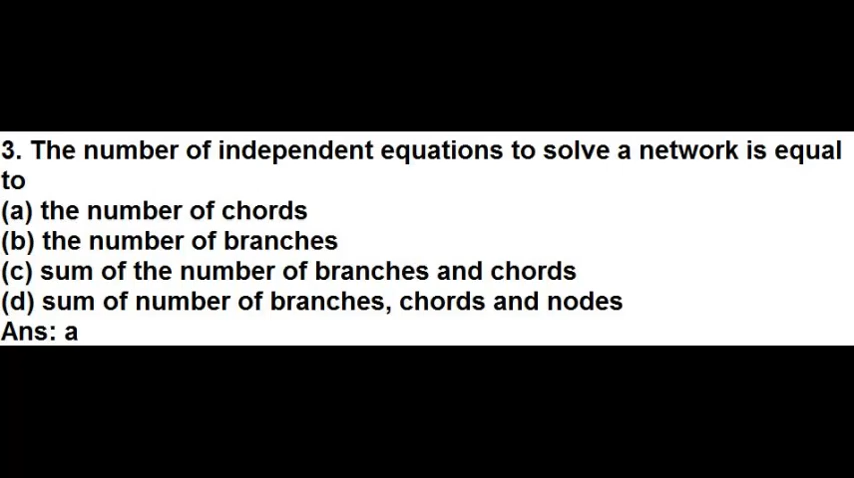 3. The number of independent equations to solve a network is equal
to
(a) the number of chords
(b) the number of branches
(c) sum of the number of branches and chords
(d) sum of number of branches, chords and nodes
Ans: a